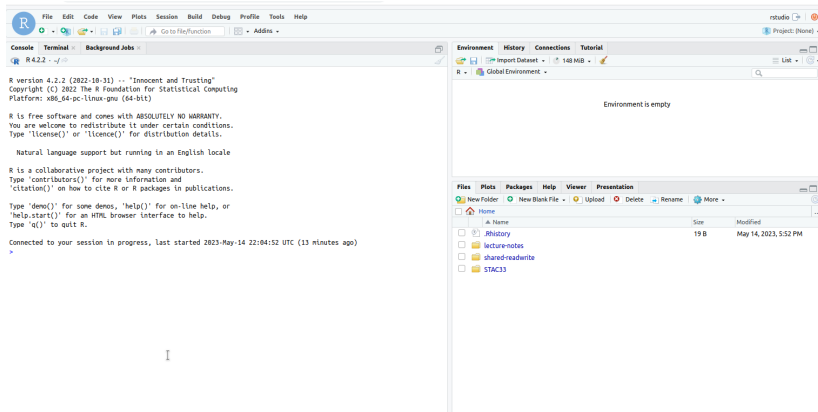 R
File Edit Code View Plots Session Build Debug Profile Tools Help
rstudio
Go to file/function
Addins
Project: (None)
Console Terminal Background Jobs
R 4.2.2 · ~/
R version 4.2.2 (2022-10-31) -- "Innocent and Trusting"
Copyright (C) 2022 The R Foundation for Statistical Computing
Platform: x86_64-pc-linux-gnu (64-bit)
R is free software and comes with ABSOLUTELY NO WARRANTY.
You are welcome to redistribute it under certain conditions.
Type 'license()' or 'licence()' for distribution details.
Natural language support but running in an English locale
R is a collaborative project with many contributors.
Type 'contributors()' for more information and
'citation()' on how to cite R or R packages in publications.
Type 'demo()' for some demos, 'help()' for on-line help, or
'help.start()' for an HTML browser interface to help.
Type 'q()' to quit R.
Connected to your session in progress, last started 2023-May-14 22:04:52 UTC (13 minutes ago)
>
Environment History Connections Tutorial
Import Dataset 148 MiB List
R Global Environment
Environment is empty
Files Plots Packages Help Viewer Presentation
New Folder New Blank File Upload Delete Rename More
Home
Name Size Modified
.Rhistory 19 B May 14, 2023, 5:52 PM
lecture-notes
shared-readwrite
STAC33